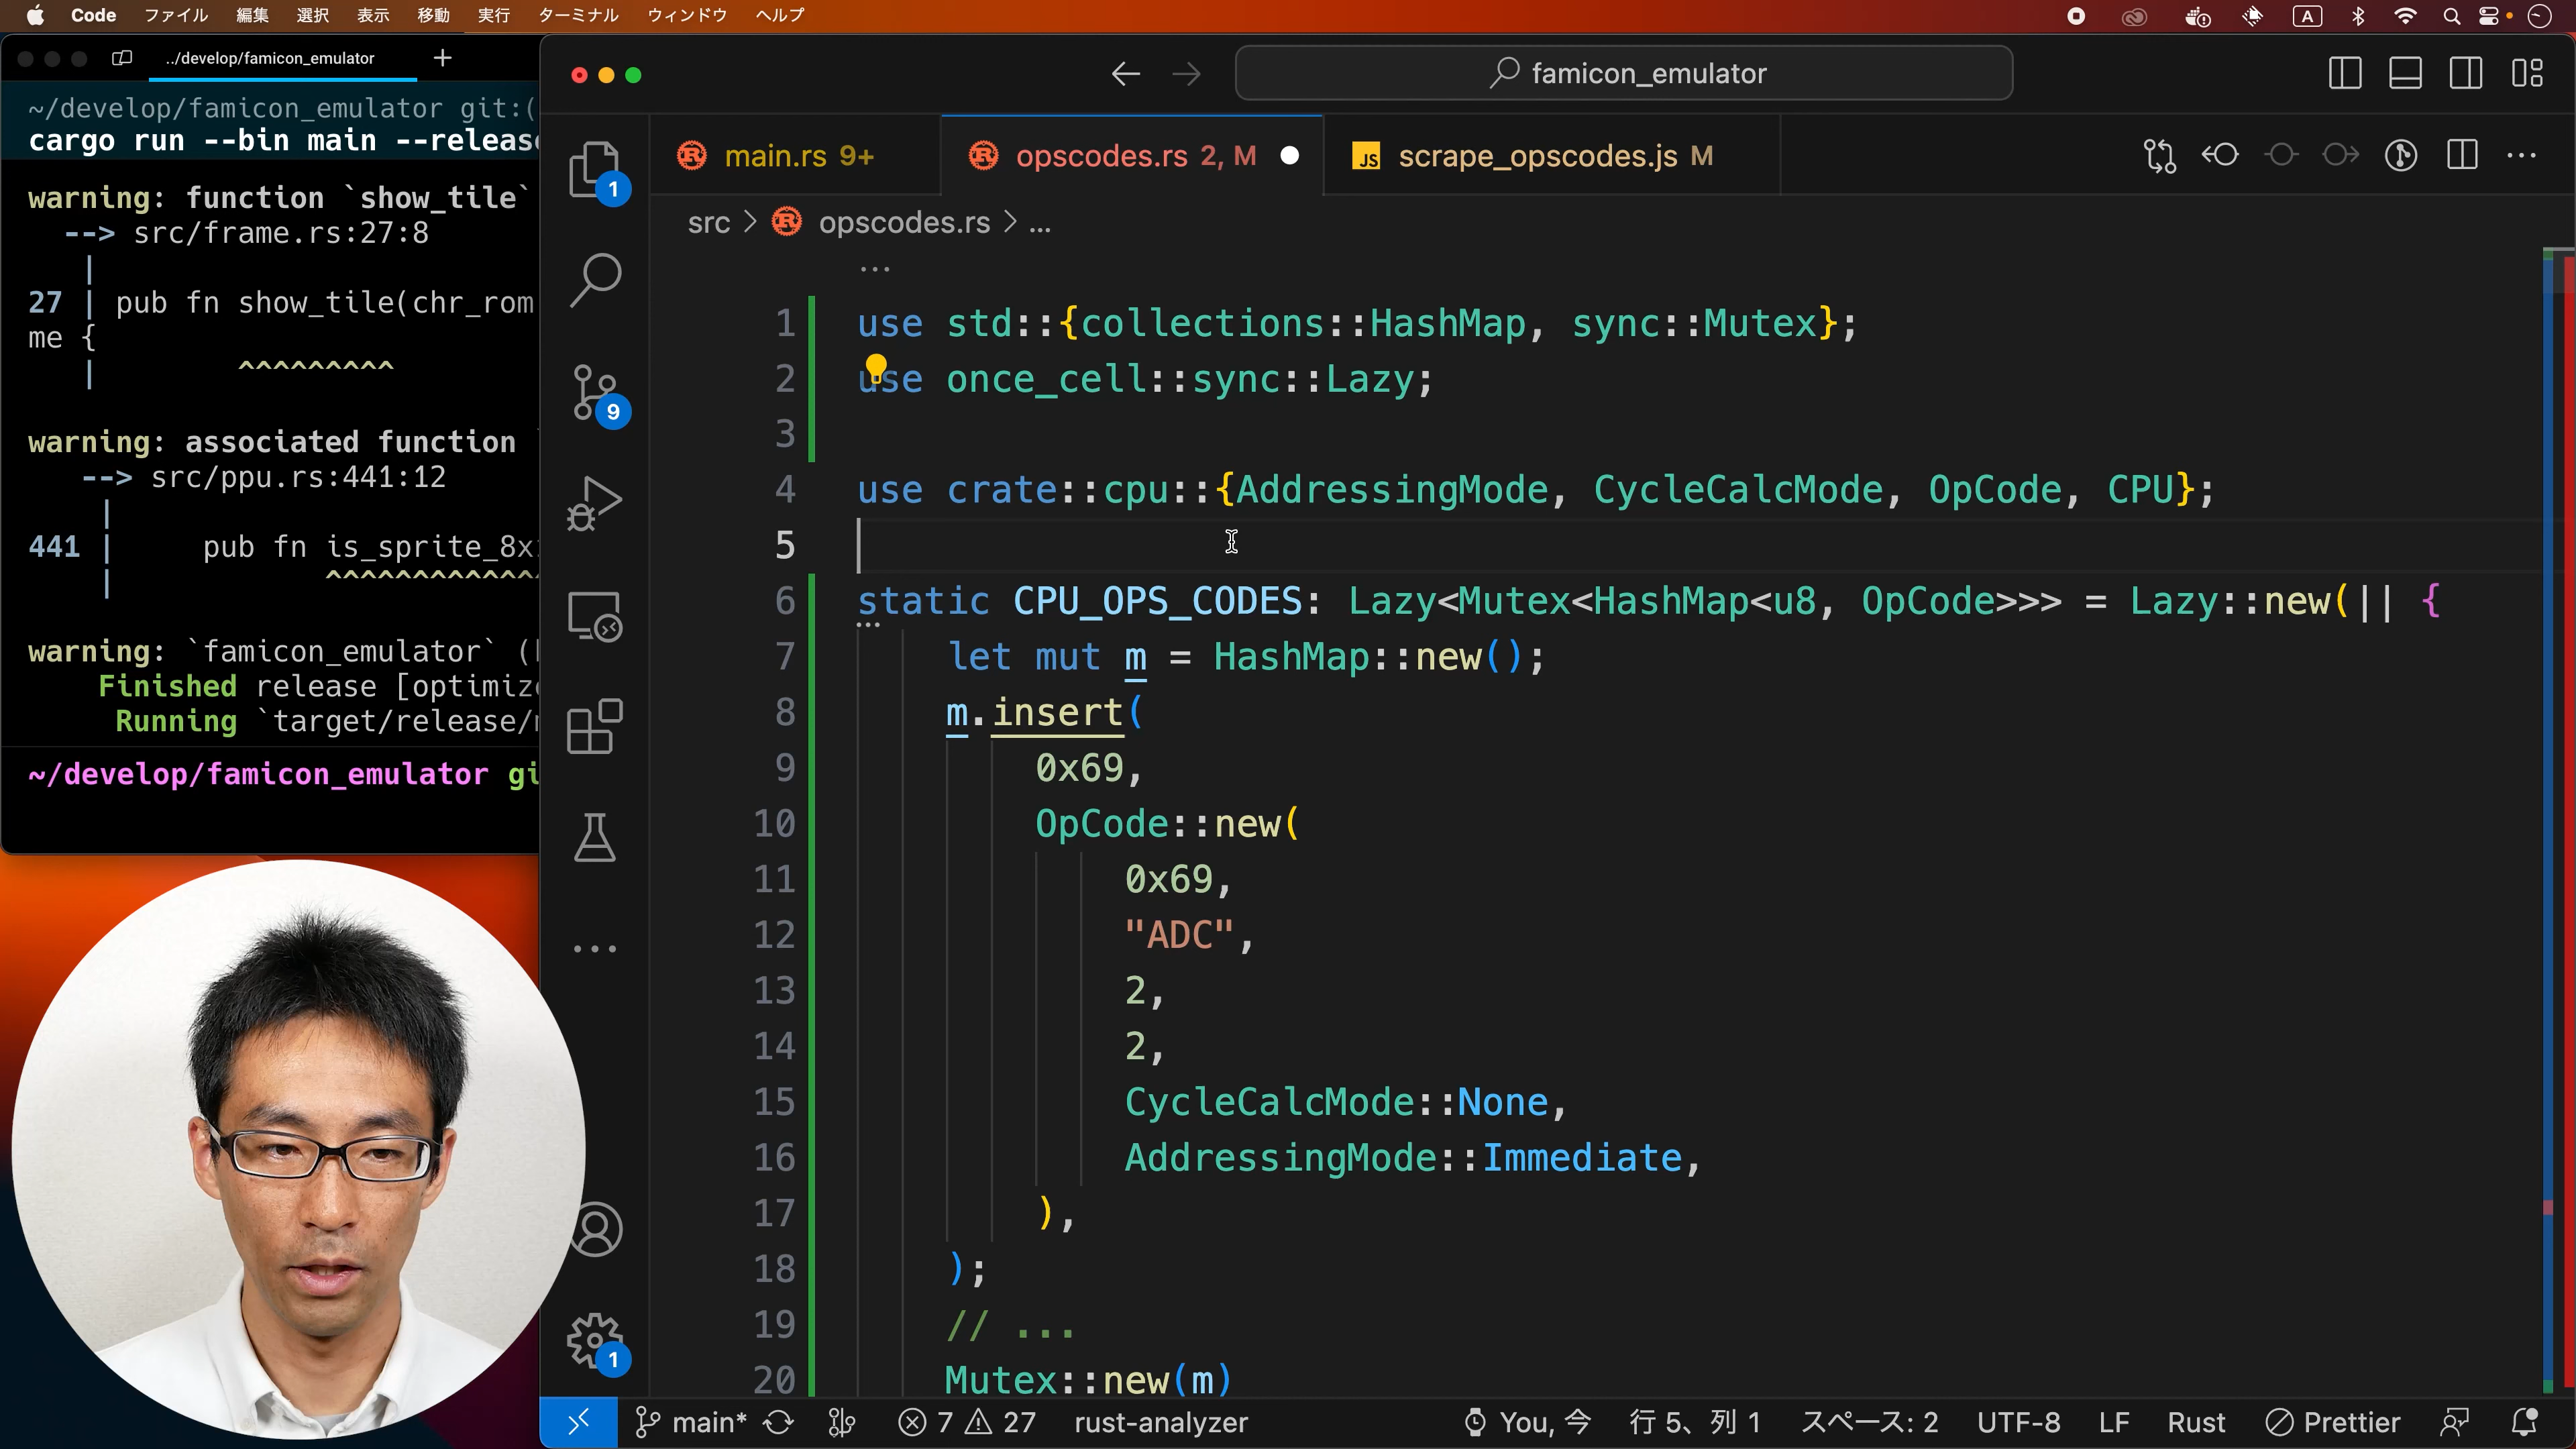 Code ファイル 編集 選択 表示 移動 実行 ターミナル ウィンドウ ヘルプ
A
../develop/famicon_emulator
~/develop/famicon_emulator git:(
cargo run --bin main --release
warning: function `show_tile`
--> src/frame.rs:27:8
|
27 | pub fn show_tile(chr_rom
me {
| ^^^^^^^^^
warning: associated function `
--> src/ppu.rs:441:12
|
441 | pub fn is_sprite_8x
| ^^^^^^^^^^^^^
warning: `famicon_emulator` (
Finished release [optimize
Running `target/release/
~/develop/famicon_emulator gi
famicon_emulator
main.rs 9+
opscodes.rs 2, M
JS scrape_opscodes.js M
src > opscodes.rs > ...
1
9
1
1 use std::{collections::HashMap, sync::Mutex};
2 use once_cell::sync::Lazy;
3
4 use crate::cpu::{AddressingMode, CycleCalcMode, OpCode, CPU};
5
6 static CPU_OPS_CODES: Lazy<Mutex<HashMap<u8, OpCode>>> = Lazy::new(|| {
7 let mut m = HashMap::new();
8 m.insert(
9 0x69,
10 OpCode::new(
11 0x69,
12 "ADC",
13 2,
14 2,
15 CycleCalcMode::None,
16 AddressingMode::Immediate,
17 ),
18 );
19 // ...
20 Mutex::new(m)
main* 7 27 rust-analyzer You, 今 行 5、列 1 スペース: 2 UTF-8 LF Rust Prettier